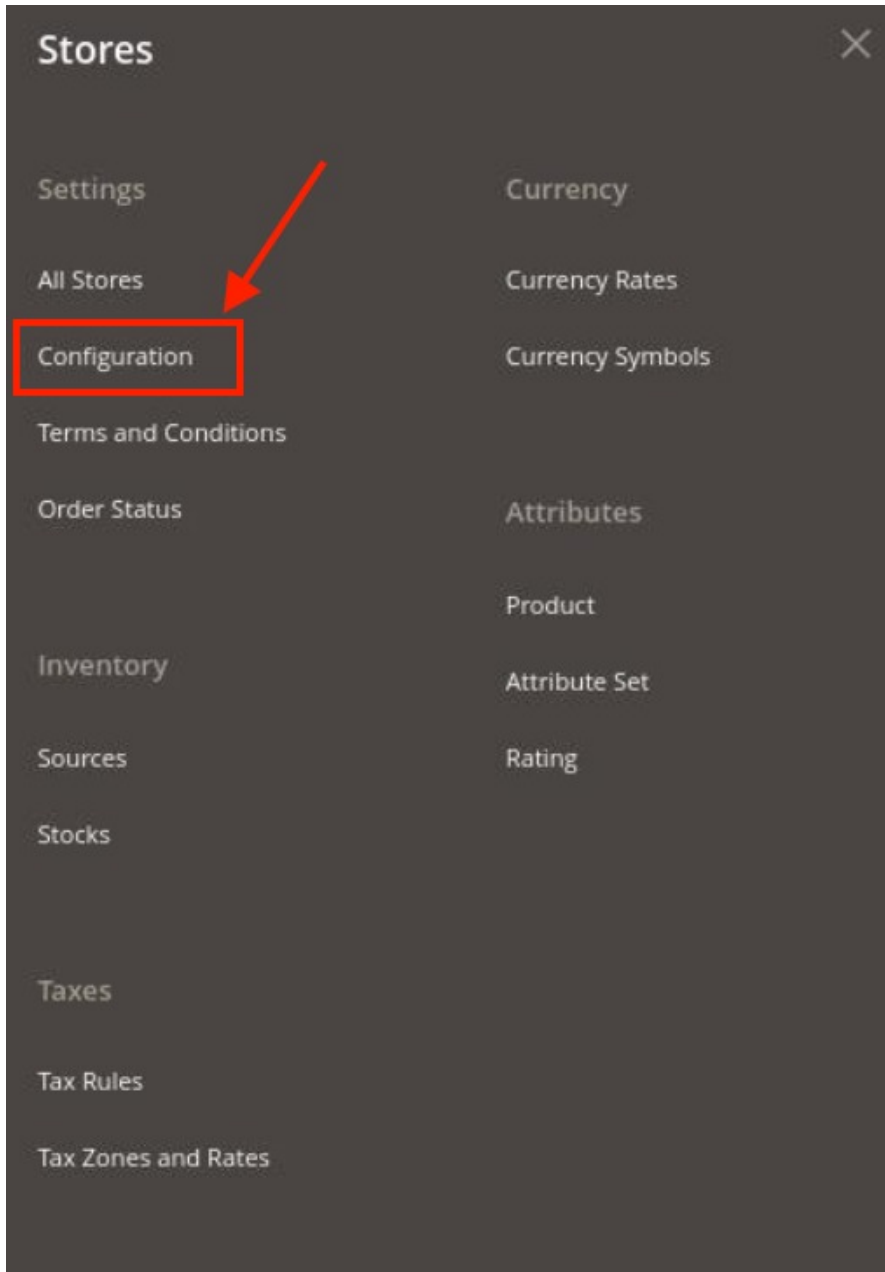 Stores
Settings
All Stores
Configuration
Terms and Conditions
Order Status
Inventory
Sources
Stocks
Taxes
Tax Rules
Tax Zones and Rates
Currency
Currency Rates
Currency Symbols
Attributes
Product
Attribute Set
Rating